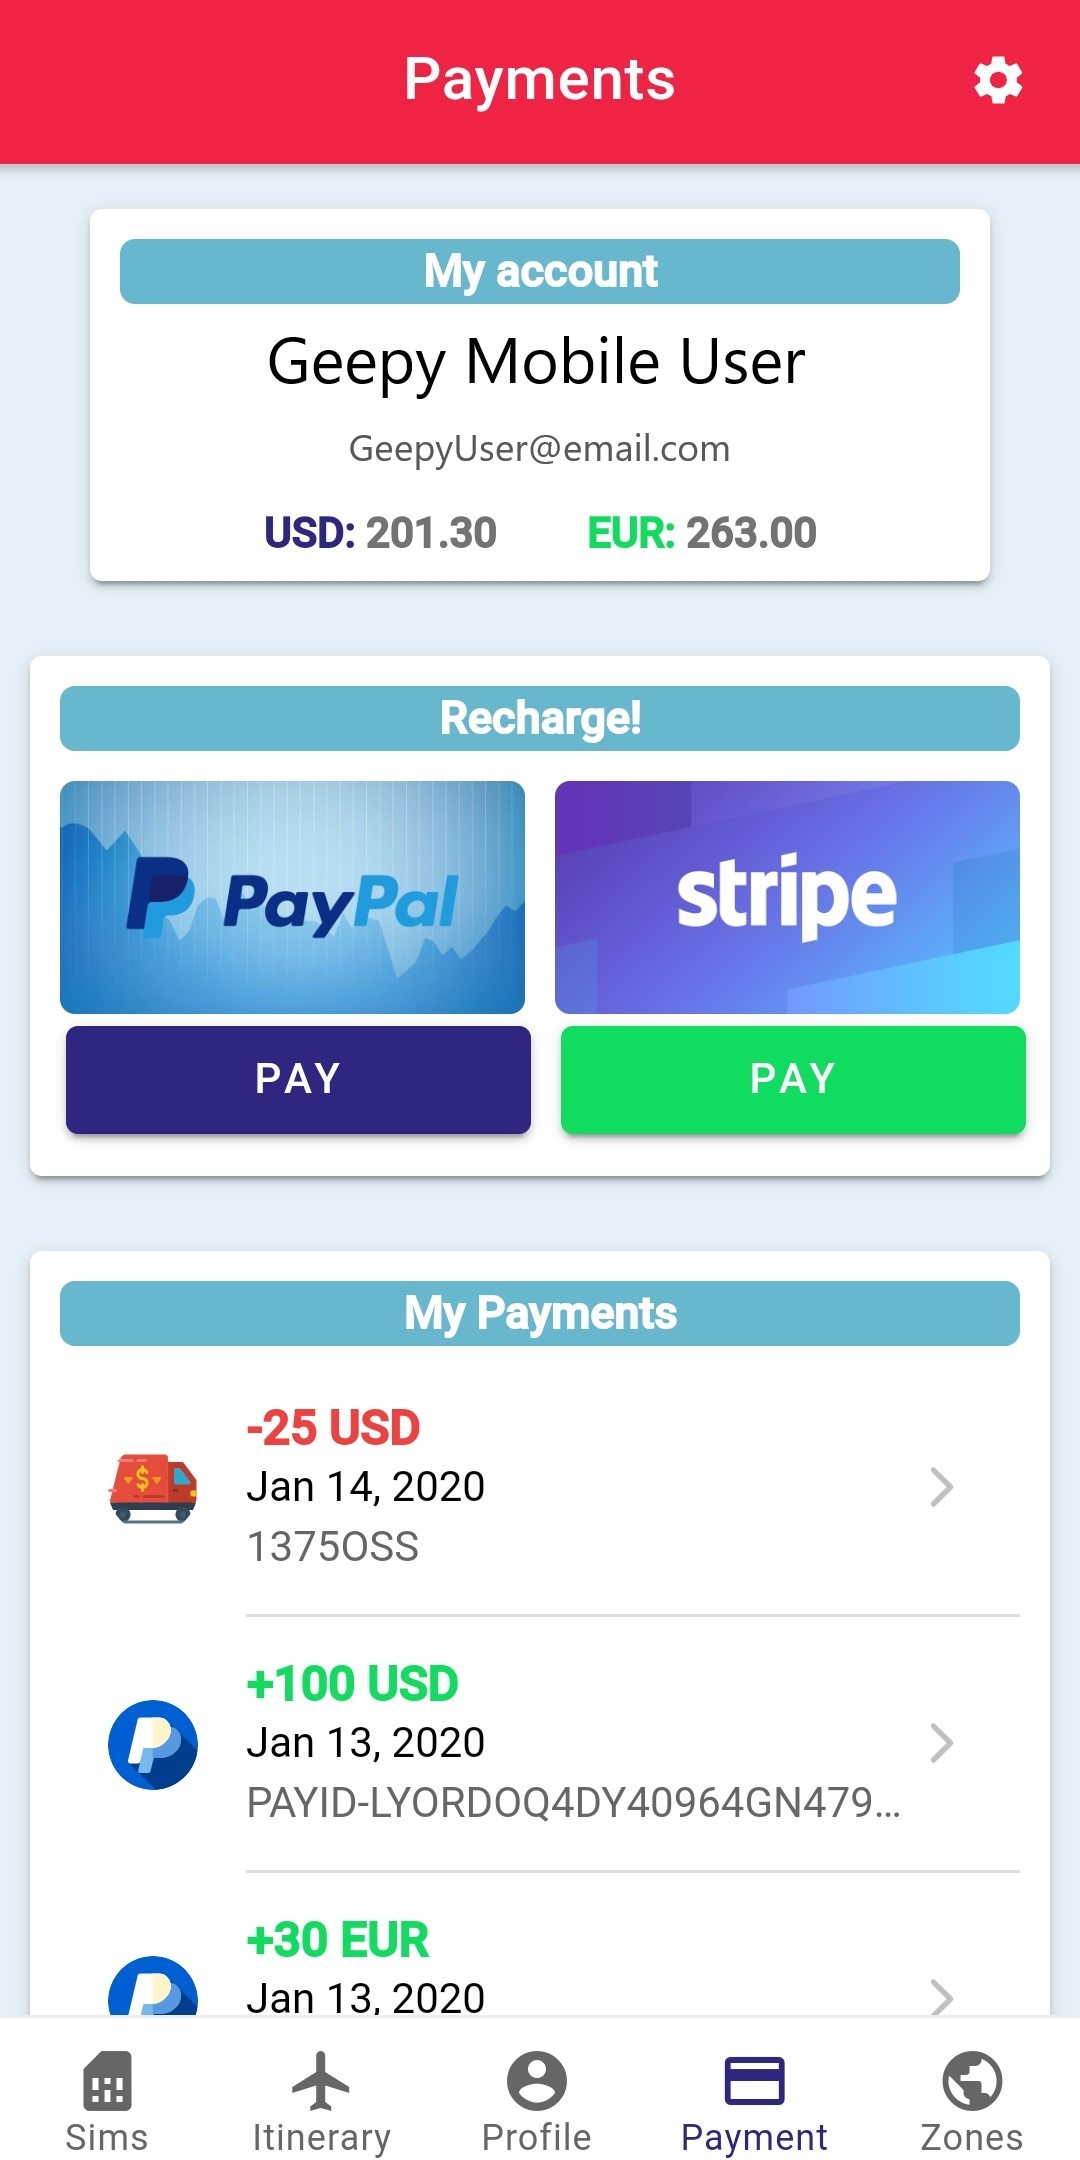 Payments
My account
Geepy Mobile User
GeepyUser@email.com
USD: 201.30 EUR: 263.00
Recharge!
PayPal stripe
PAY PAY
My Payments
-25 USD
Jan 14, 2020
1375OSS
+100 USD
Jan 13, 2020
PAYID-LYORDOQ4DY40964GN479...
+30 EUR
Jan 13, 2020
Sims Itinerary Profile Payment Zones